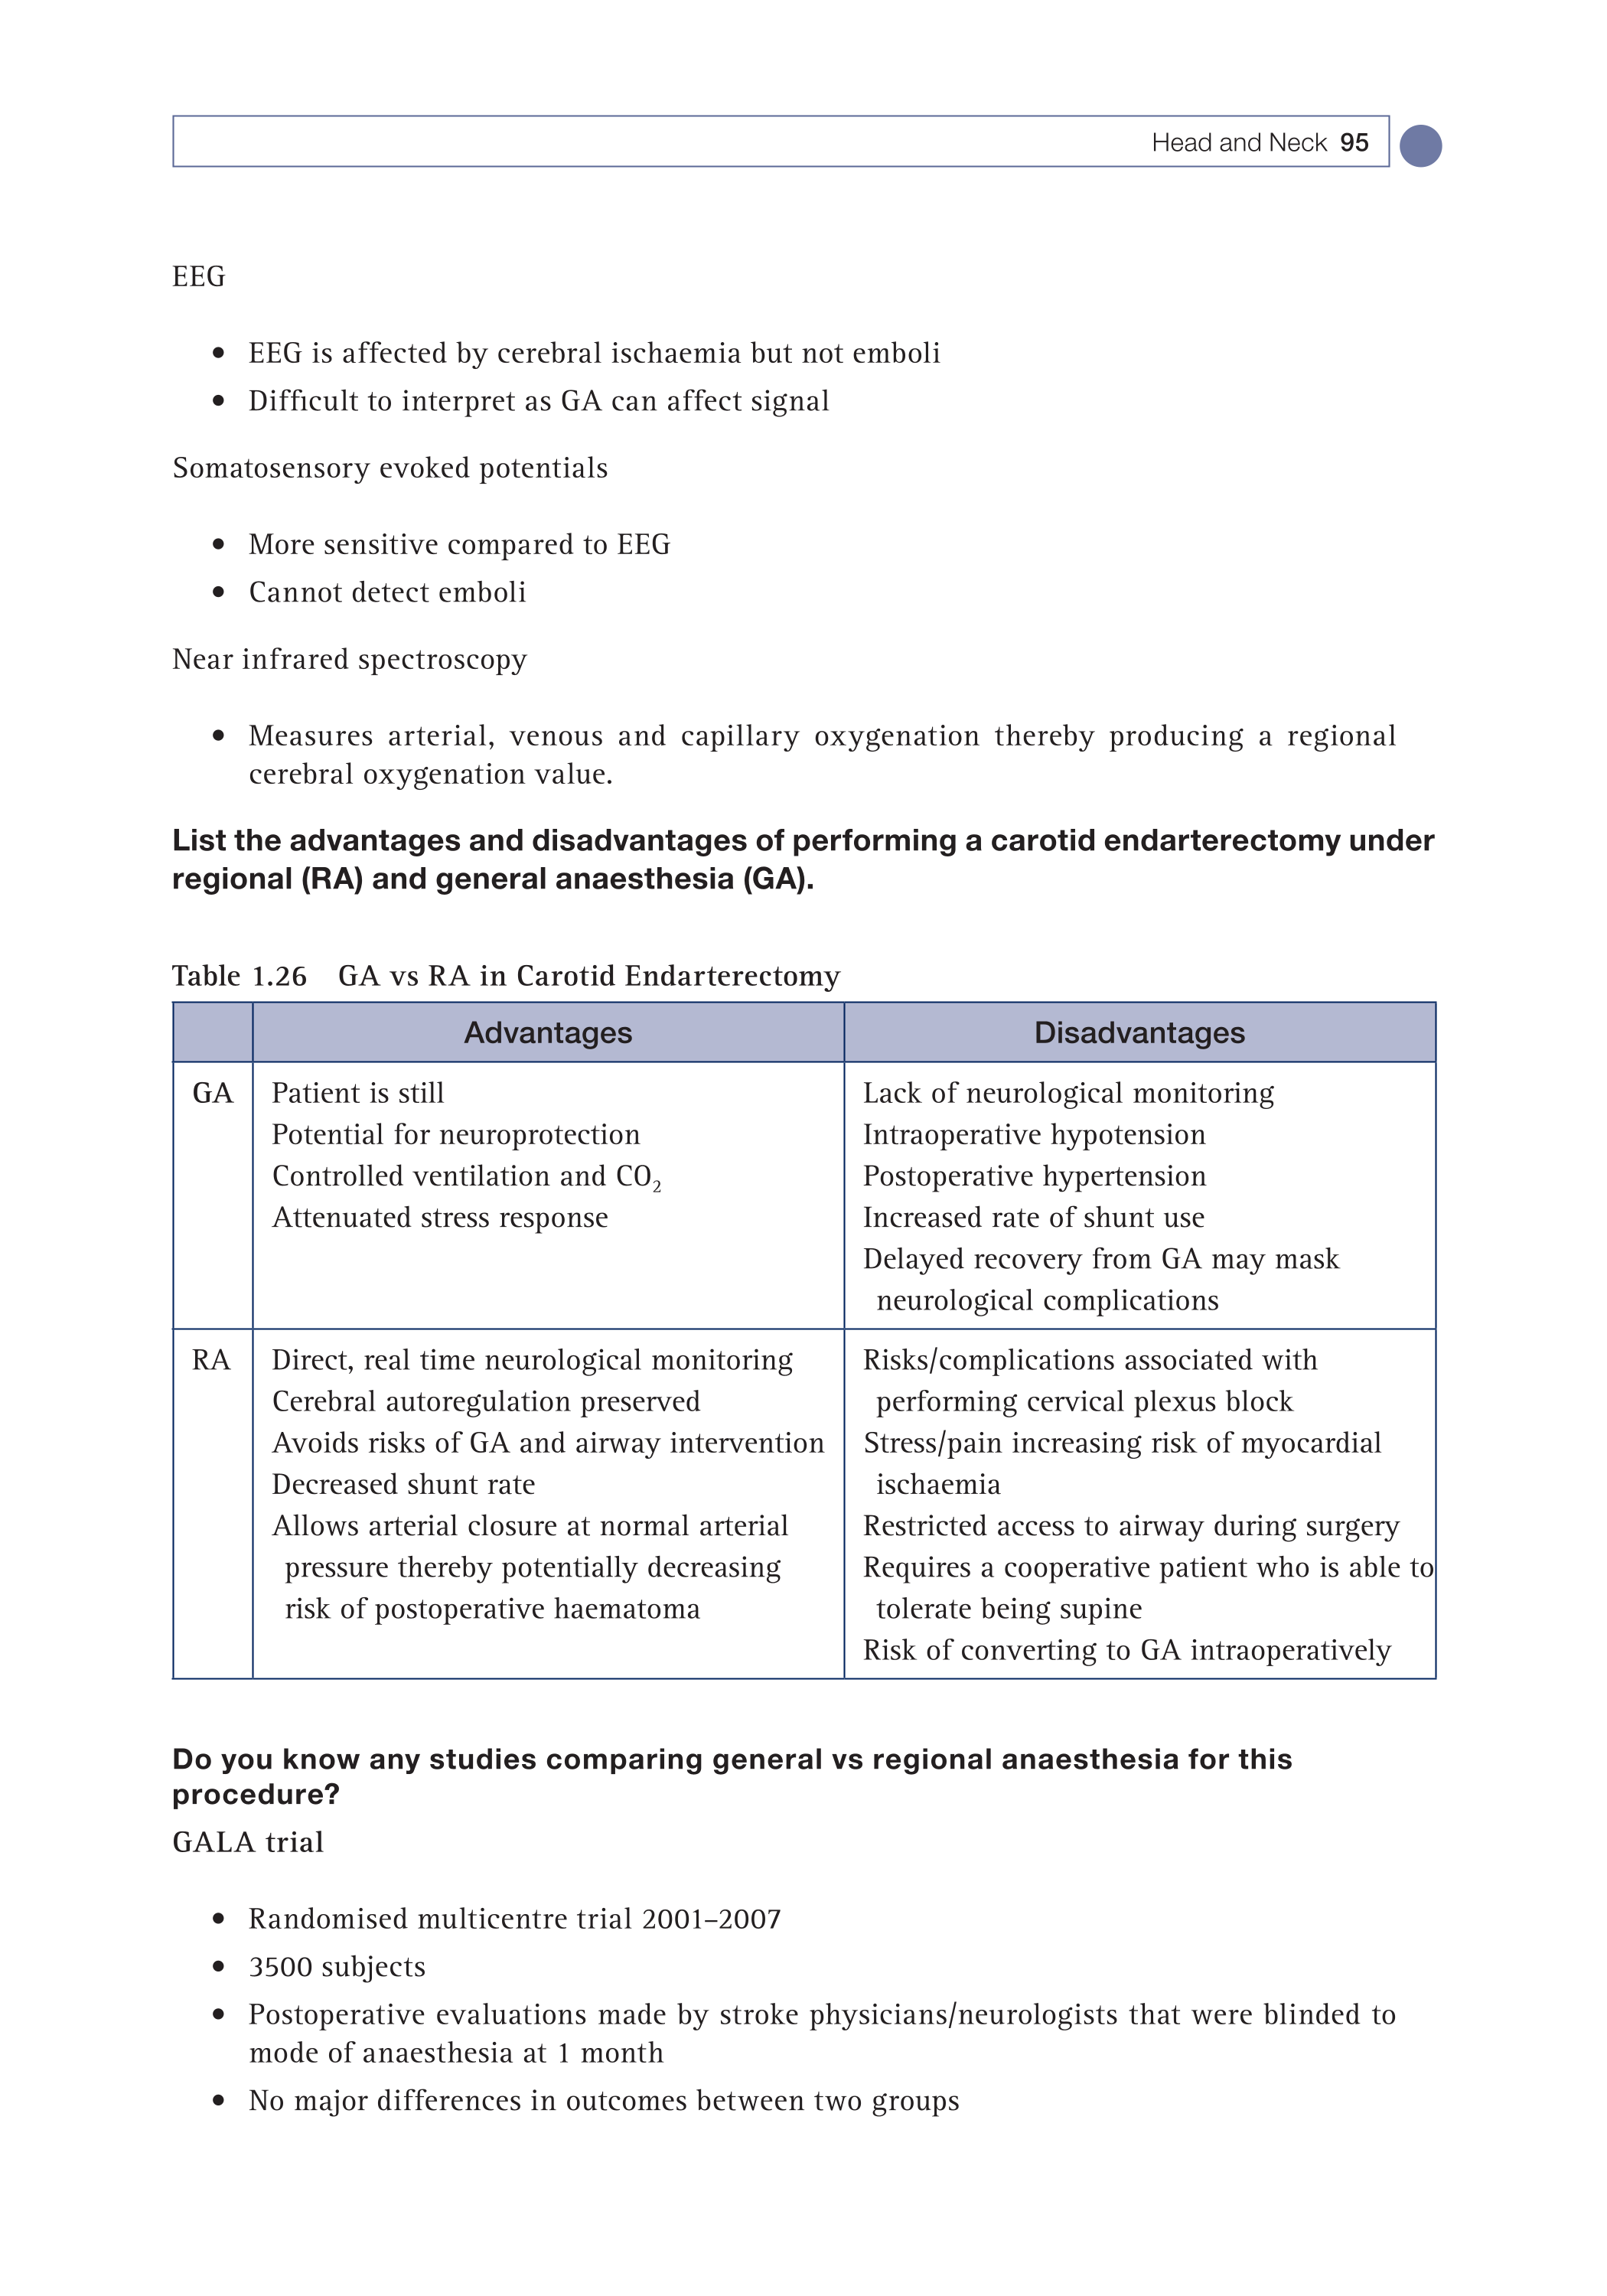 Head and Neck 95
EEG
• EEG is affected by cerebral ischaemia but not emboli
• Difficult to interpret as GA can affect signal
Somatosensory evoked potentials
• More sensitive compared to EEG
• Cannot detect emboli
Near infrared spectroscopy
• Measures arterial, venous and capillary oxygenation thereby producing a regional
cerebral oxygenation value.
List the advantages and disadvantages of performing a carotid endarterectomy under
regional (RA) and general anaesthesia (GA).
Table 1.26 GA vs RA in Carotid Endarterectomy
Advantages
Disadvantages
GA
Patient is still
Potential for neuroprotection
Controlled ventilation and CO₂
Attenuated stress response
Lack of neurological monitoring
Intraoperative hypotension
Postoperative hypertension
Increased rate of shunt use
Delayed recovery from GA may mask
neurological complications
RA
Direct, real time neurological monitoring
Cerebral autoregulation preserved
Avoids risks of GA and airway intervention
Decreased shunt rate
Allows arterial closure at normal arterial
pressure thereby potentially decreasing
risk of postoperative haematoma
Risks/complications associated with
performing cervical plexus block
Stress/pain increasing risk of myocardial
ischaemia
Restricted access to airway during surgery
Requires a cooperative patient who is able to
tolerate being supine
Risk of converting to GA intraoperatively
Do you know any studies comparing general vs regional anaesthesia for this
procedure?
GALA trial
• Randomised multicentre trial 2001–2007
• 3500 subjects
• Postoperative evaluations made by stroke physicians/neurologists that were blinded to
mode of anaesthesia at 1 month
• No major differences in outcomes between two groups